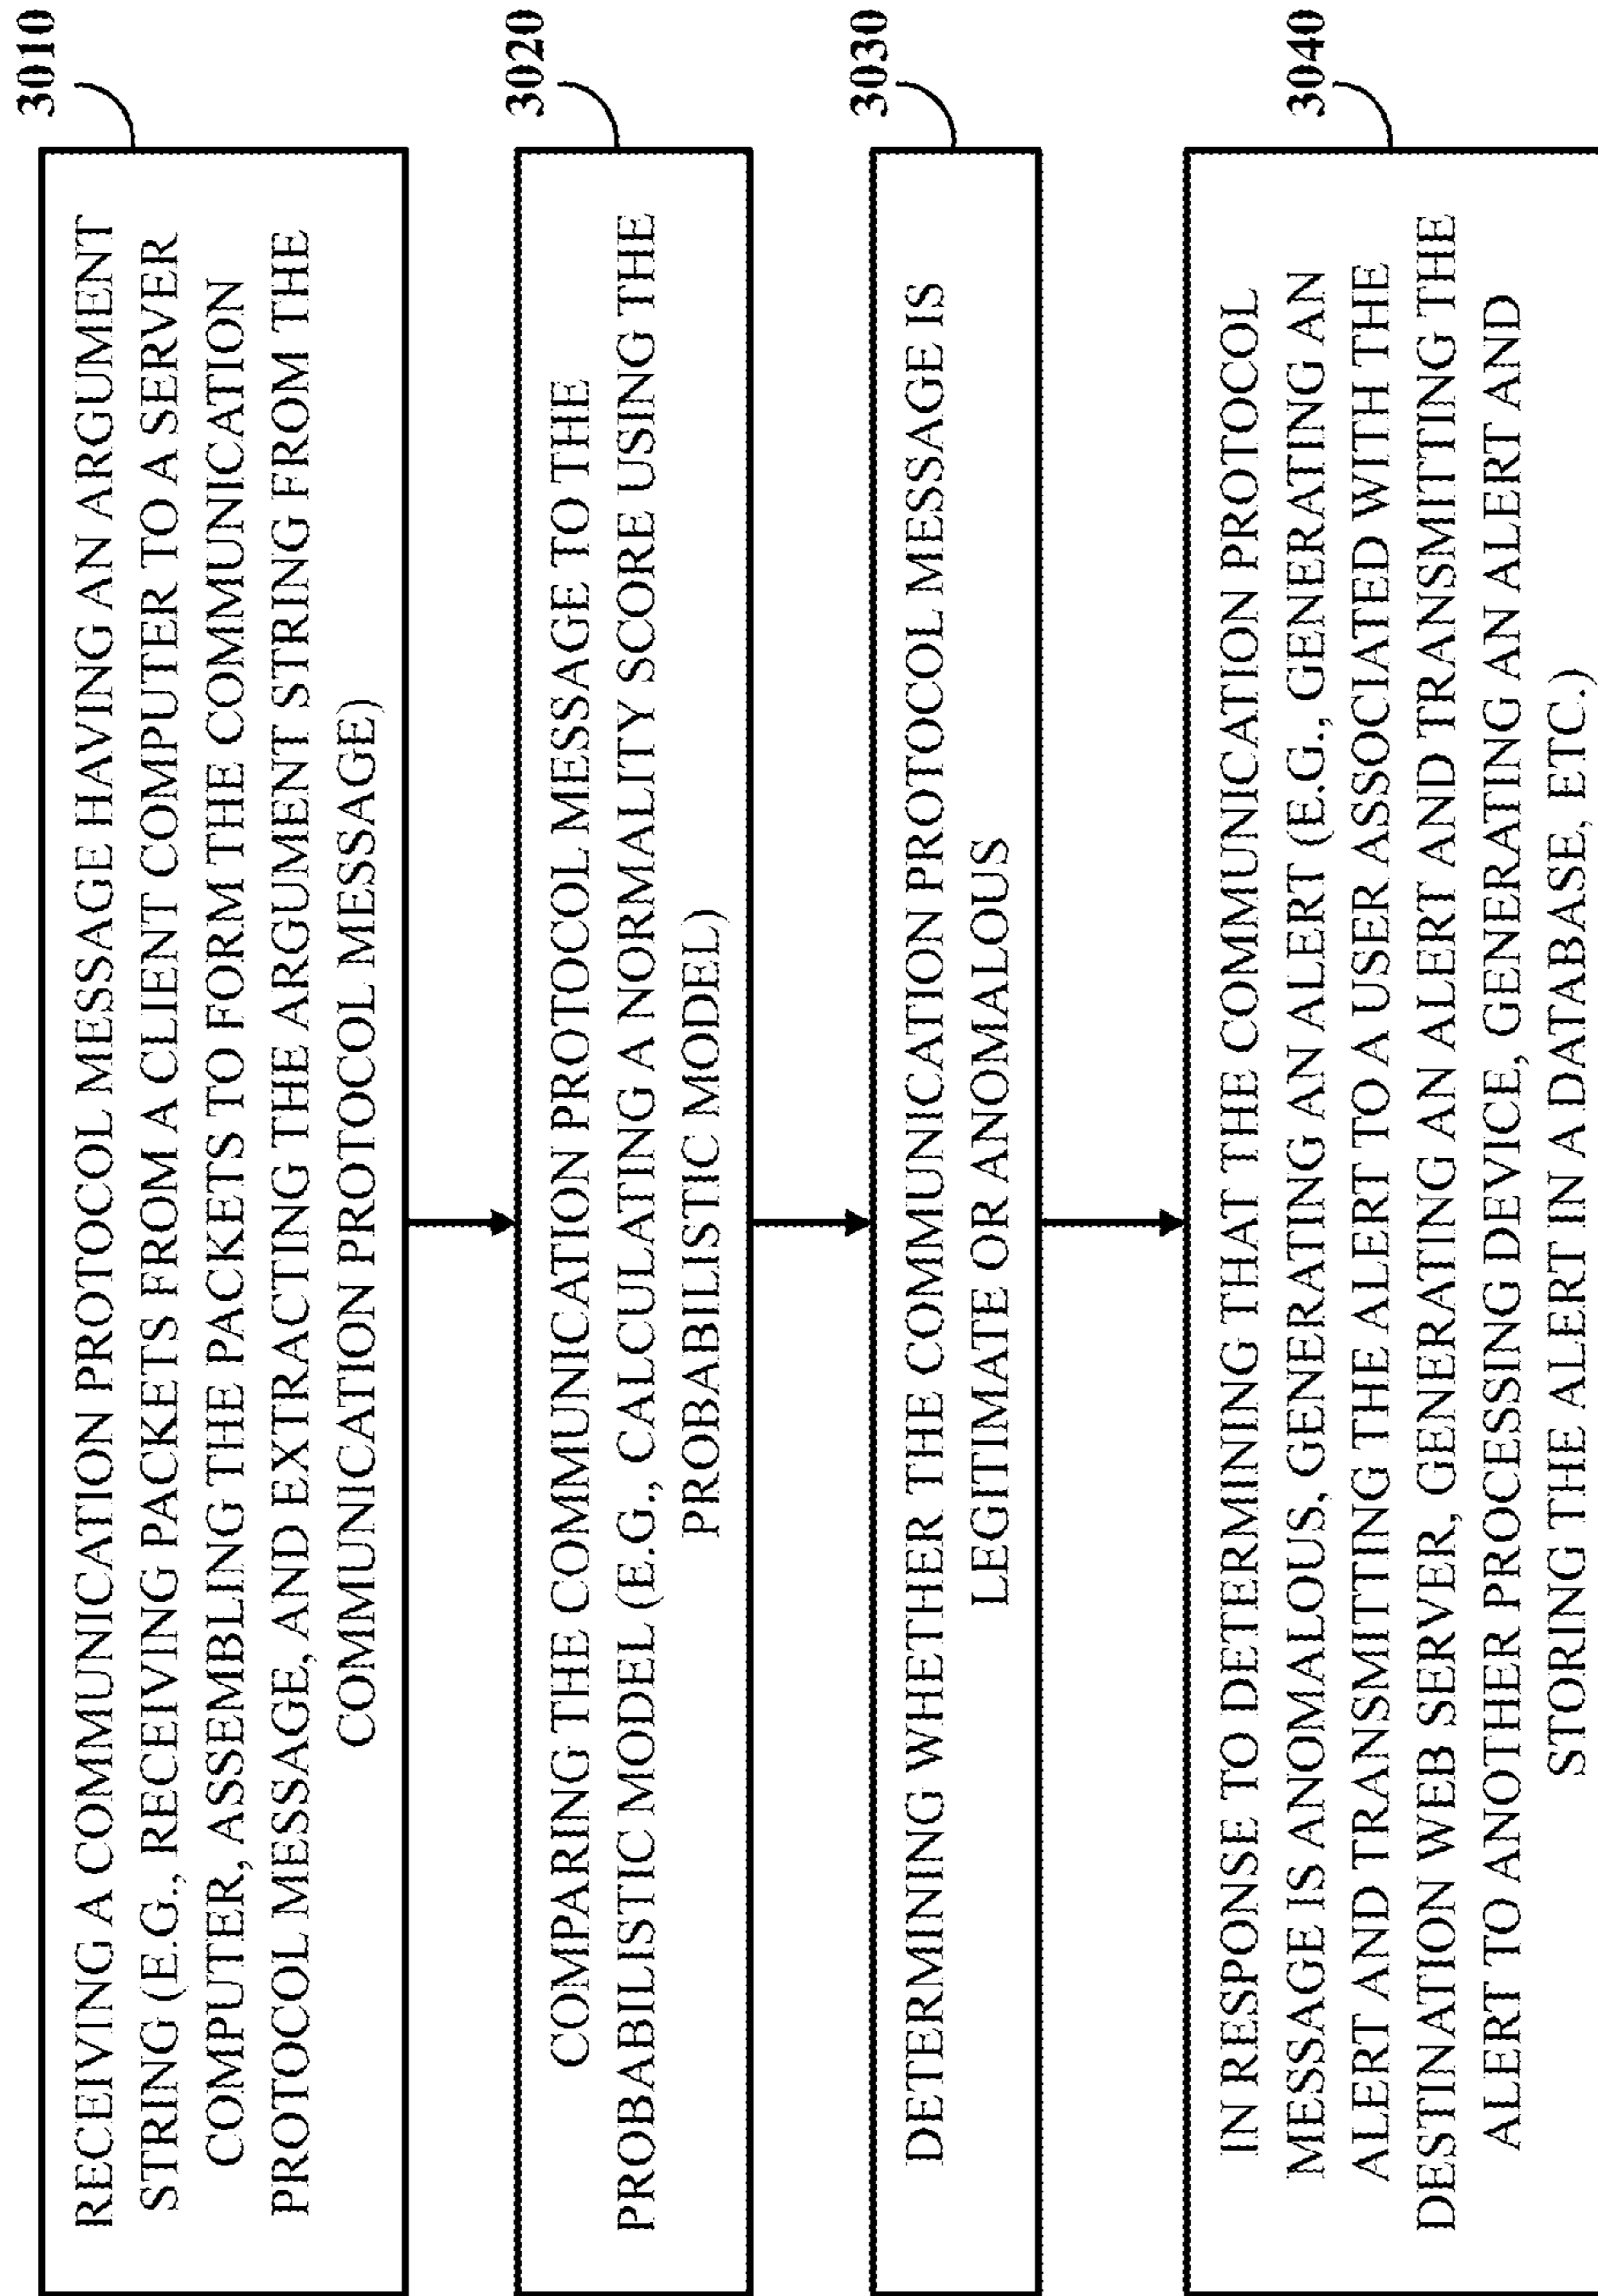 3010
RECEIVING A COMMUNICATION PROTOCOL MESSAGE HAVING AN ARGUMENT
STRING (E.G., RECEIVING PACKETS FROM A CLIENT COMPUTER TO A SERVER
COMPUTER, ASSEMBLING THE PACKETS TO FORM THE COMMUNICATION
PROTOCOL MESSAGE, AND EXTRACTING THE ARGUMENT STRING FROM THE
COMMUNICATION PROTOCOL MESSAGE)
3020
COMPARING THE COMMUNICATION PROTOCOL MESSAGE TO THE
PROBABILISTIC MODEL (E.G., CALCULATING A NORMALITY SCORE USING THE
PROBABILISTIC MODEL)
3030
DETERMINING WHETHER THE COMMUNICATION PROTOCOL MESSAGE IS
LEGITIMATE OR ANOMALOUS
3040
IN RESPONSE TO DETERMINING THAT THE COMMUNICATION PROTOCOL
MESSAGE IS ANOMALOUS, GENERATING AN ALERT (E.G., GENERATING AN
ALERT AND TRANSMITTING THE ALERT TO A USER ASSOCIATED WITH THE
DESTINATION WEB SERVER, GENERATING AN ALERT AND TRANSMITTING THE
ALERT TO ANOTHER PROCESSING DEVICE, GENERATING AN ALERT AND
STORING THE ALERT IN A DATABASE, ETC.)